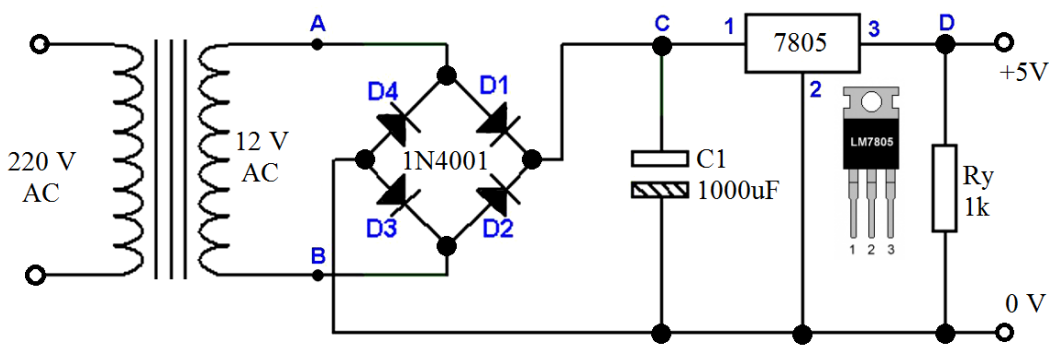 A
C
1
7805
3
D
+5V
D4
D1
2
220 V
AC
12 V
AC
1N4001
C1
1000uF
LM7805
Ry
1k
D3
D2
B
1 2 3
0 V